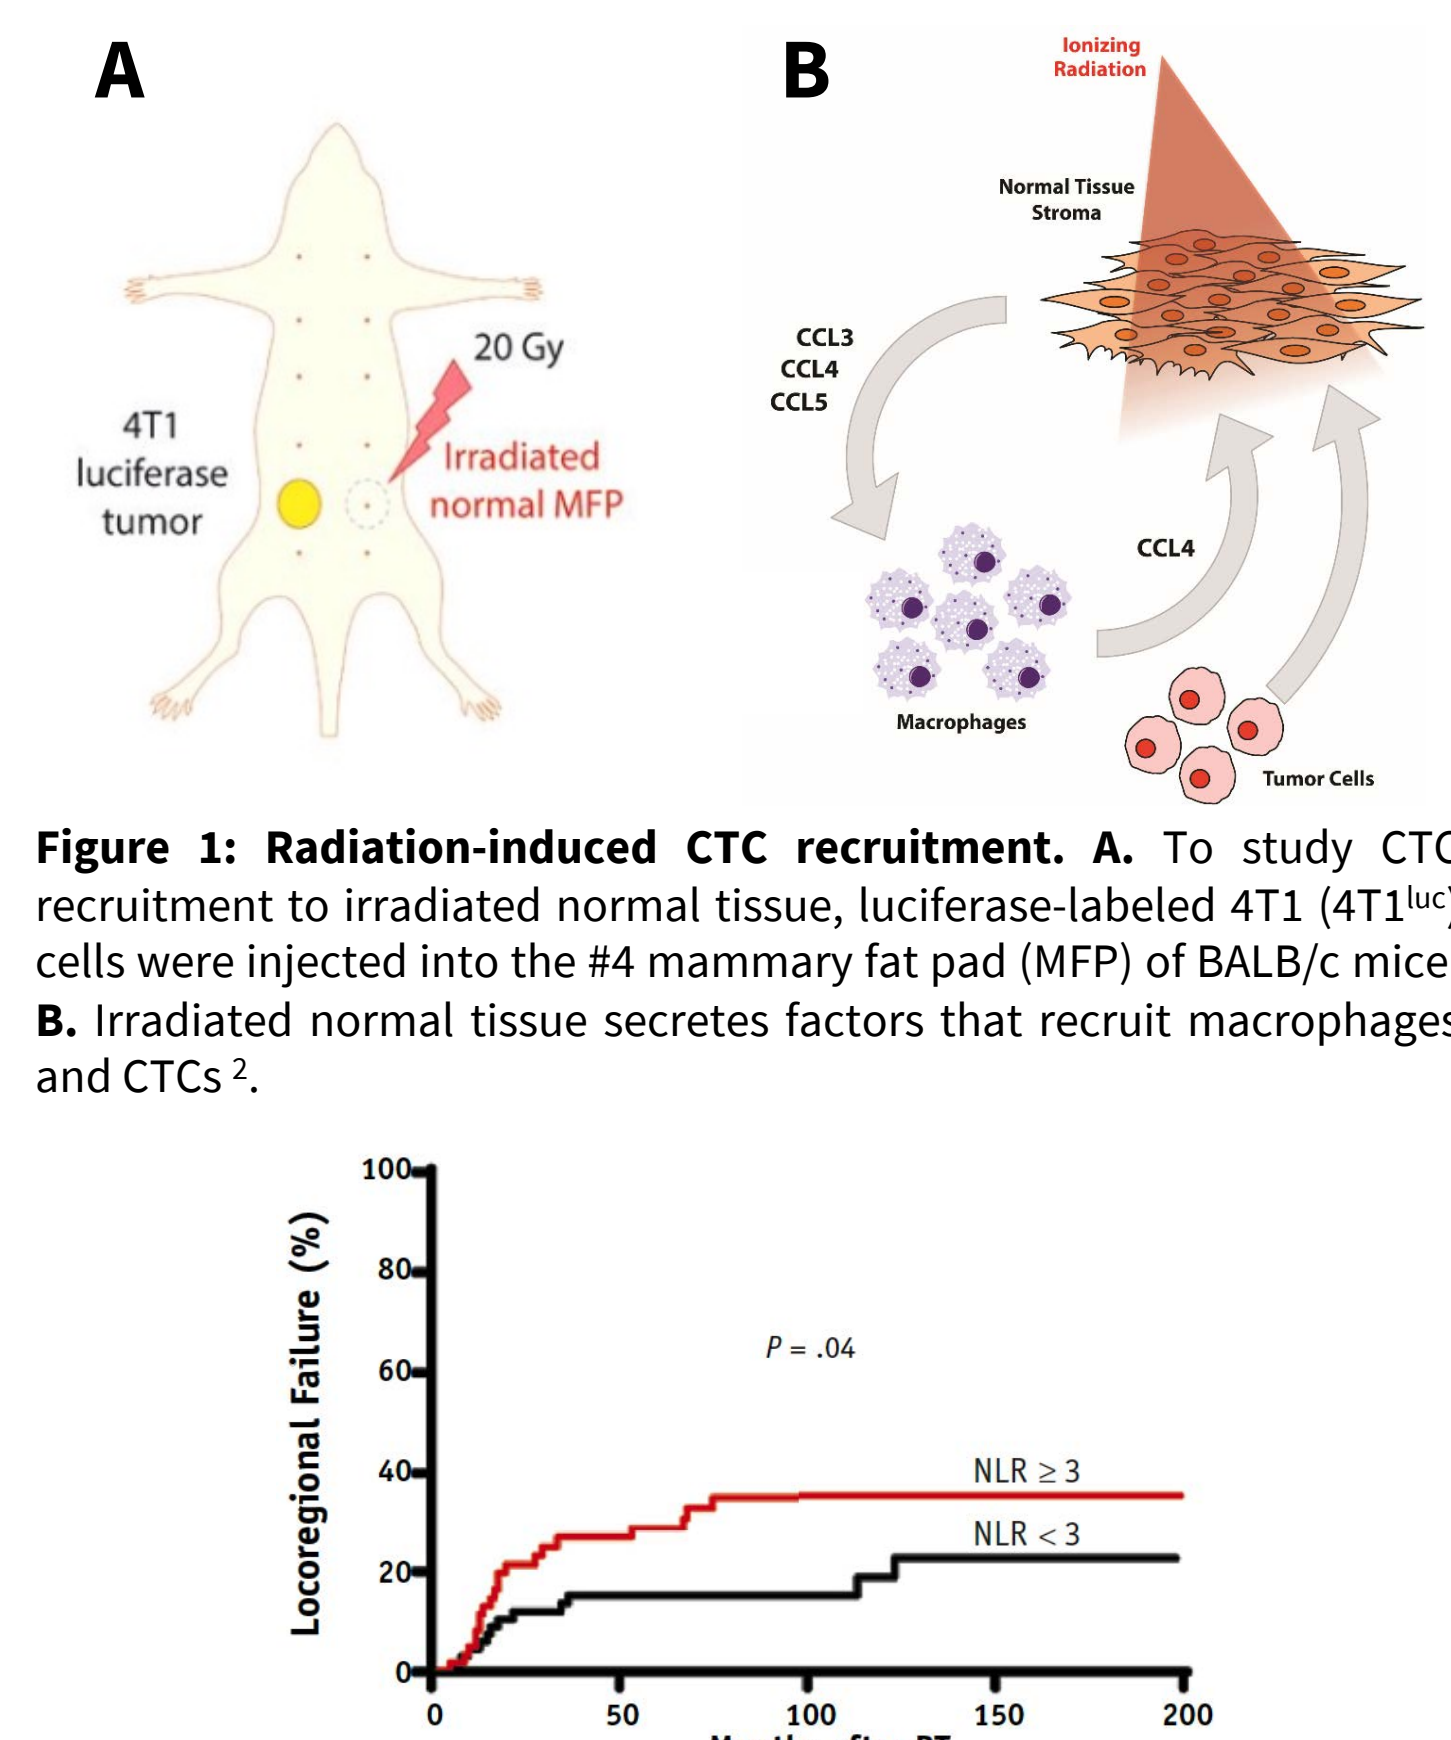 A
20 Gy
4T1
luciferase
tumor
Irradiated
normal MFP
B
Ionizing
Radiation
Normal Tissue
Stroma
CCL3
CCL4
CCL5
CCL4
Macrophages
Tumor Cells
Figure 1: Radiation-induced CTC recruitment. A. To study CTC
recruitment to irradiated normal tissue, luciferase-labeled 4T1 (4T1luc)
cells were injected into the #4 mammary fat pad (MFP) of BALB/c mice
B. Irradiated normal tissue secretes factors that recruit macrophages
and CTCs 2.
Locoregional Failure (%)
100
80
60
40
20
0
P = .04
NLR ≥ 3
NLR < 3
0 50 100 150 200